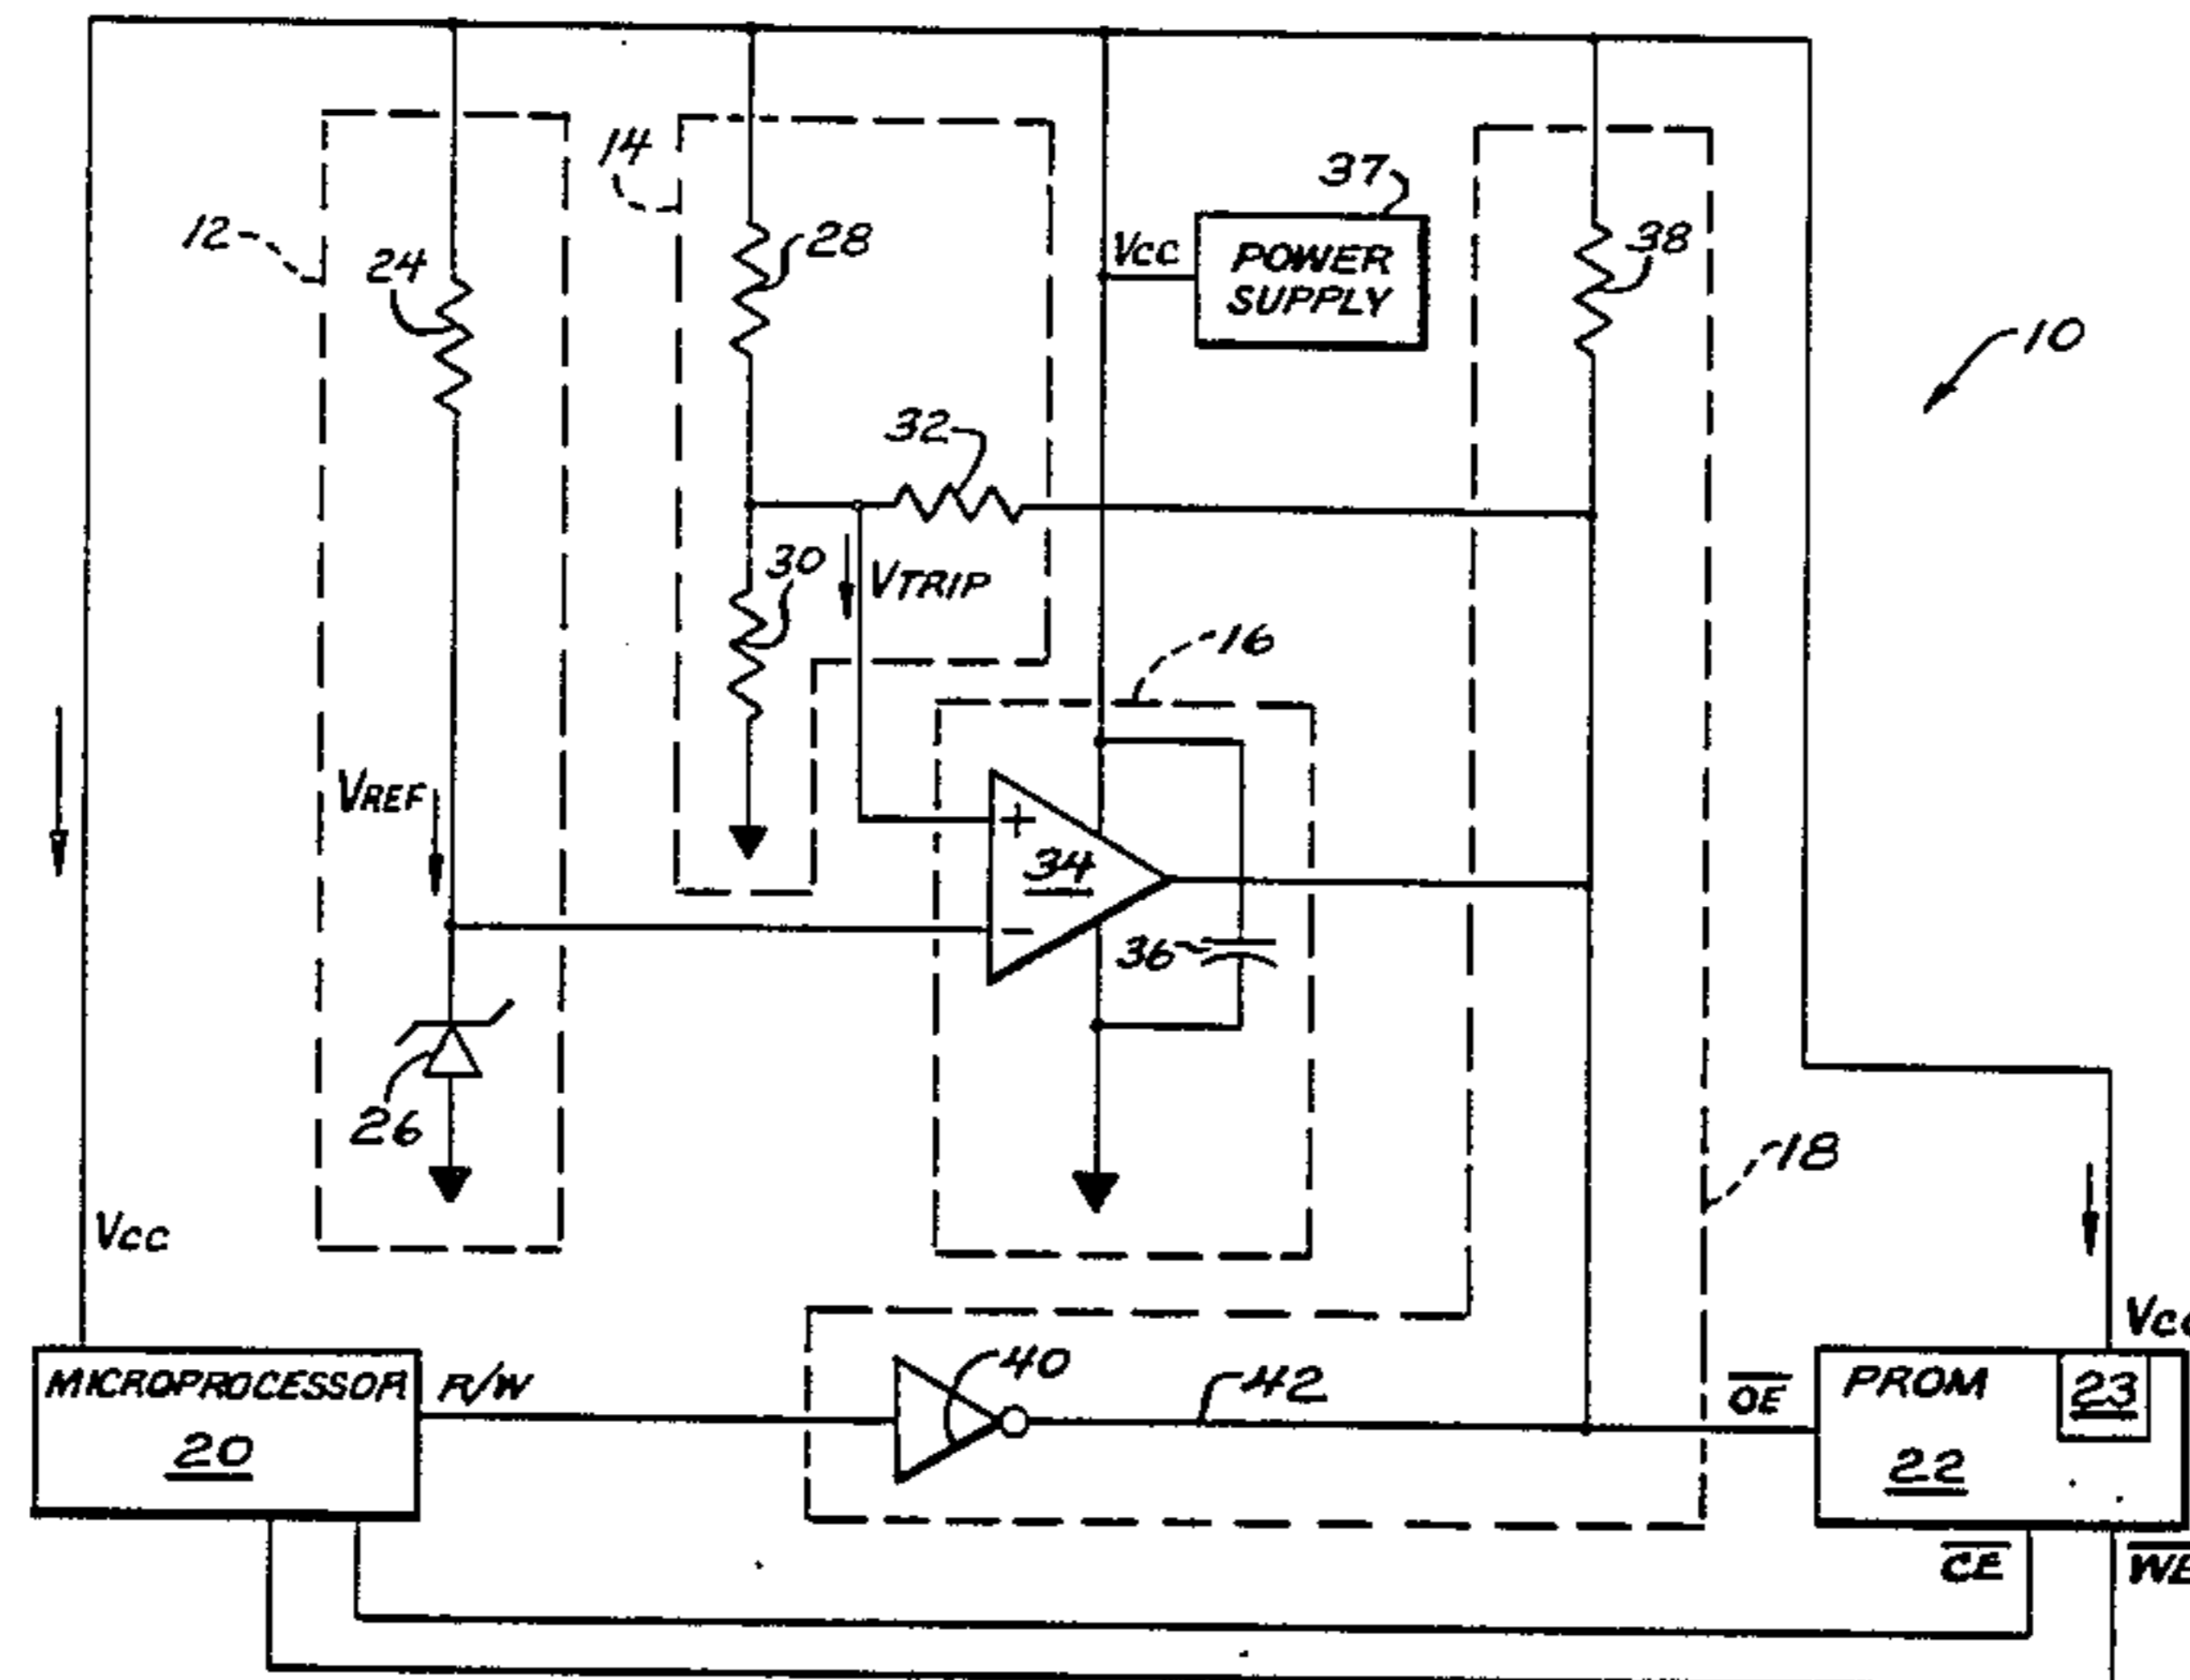 14
37
12
28
VCC
POWER
SUPPLY
38
24
10
32
30
VTRIP
16
VREF
34
+
−
36
26
18
VCC
VCC
MICROPROCESSOR
20
R/W
40
42
OE
PROM
23
22
CE
WE